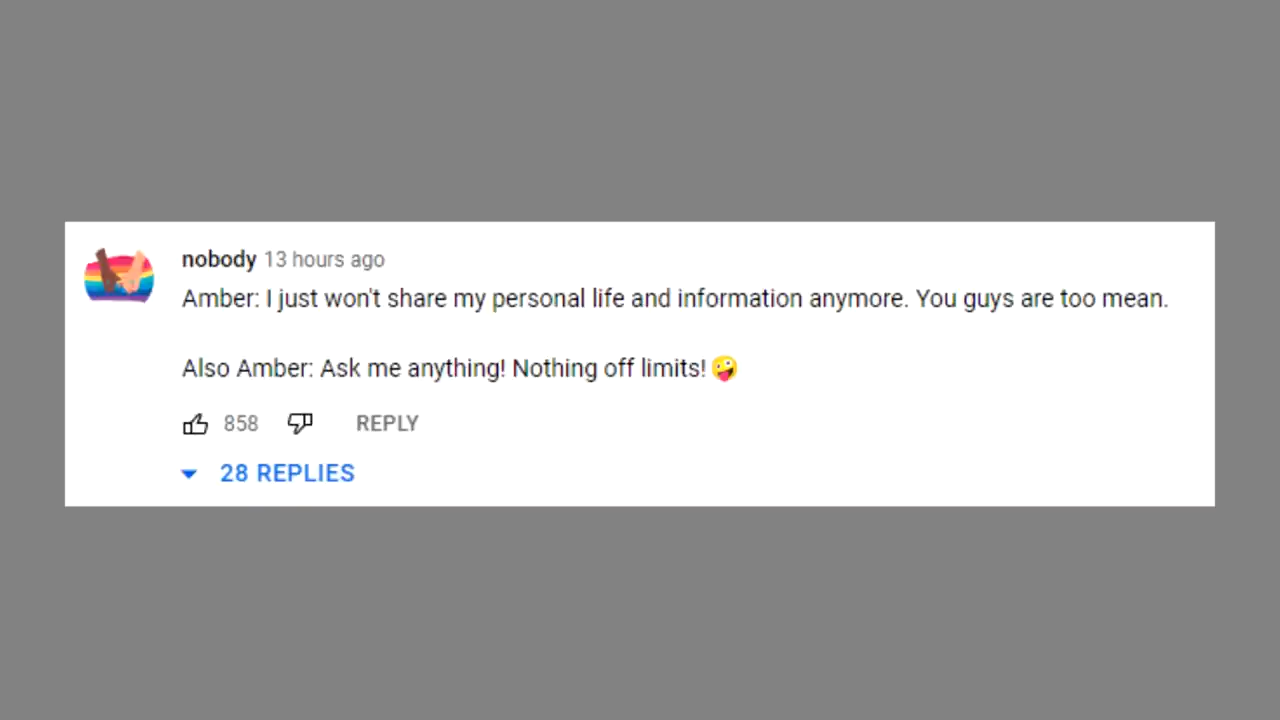 nobody 13 hours ago
Amber: I just won't share my personal life and information anymore. You guys are too mean.
Also Amber: Ask me anything! Nothing off limits! 🤪
858 REPLY
28 REPLIES